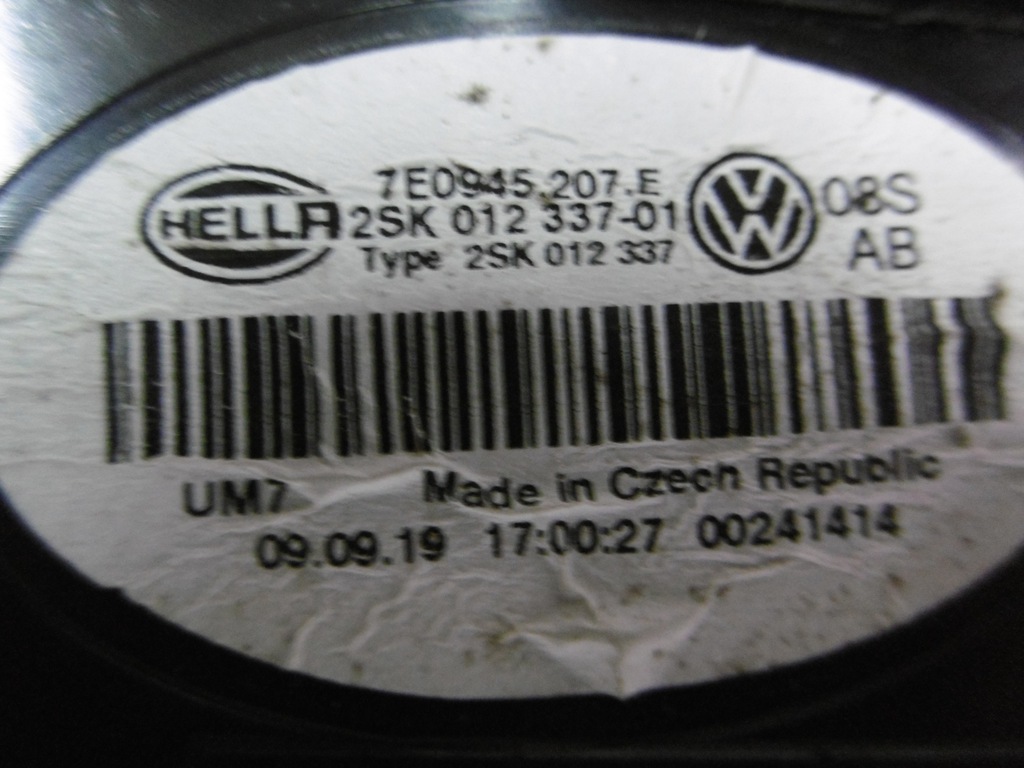 HELLA
7E0945.207.E
2SK 012 337-01
Type 2SK 012 337
VW
08S
AB
UM7 Made in Czech Republic
09.09.19 17:00:27 00241414